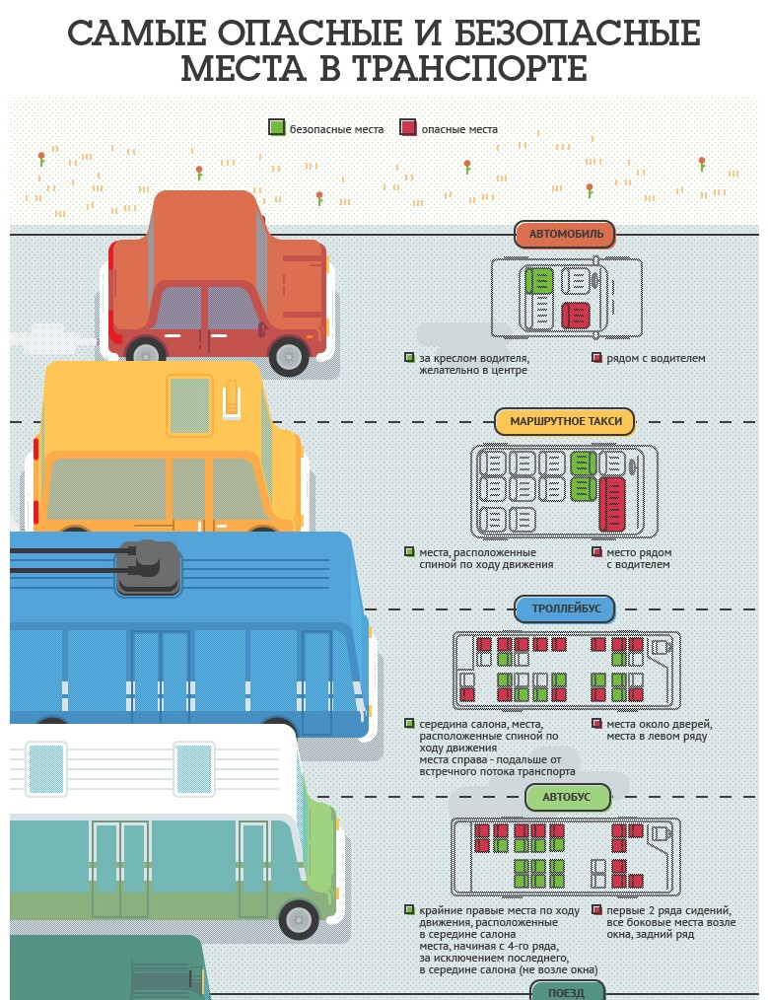 САМЫЕ ОПАСНЫЕ И БЕЗОПАСНЫЕ
МЕСТА В ТРАНСПОРТЕ
безопасные места
опасные места
АВТОМОБИЛЬ
за креслом водителя,
желательно в центре
рядом с водителем
МАРШРУТНОЕ ТАКСИ
места, расположенные
спиной по ходу движения
место рядом
с водителем
ТРОЛЛЕЙБУС
середина салона, места,
расположенные спиной по
ходу движения
места справа - подальше от
встречного потока транспорта
места около дверей,
места в левом ряду
АВТОБУС
крайние правые места по ходу
движения, расположенные
в середине салона
места, начиная с 4-го ряда,
за исключением последнего,
в середине салона (не возле окна)
первые 2 ряда сидений,
все боковые места возле
окна, задний ряд
ПОЕЗД